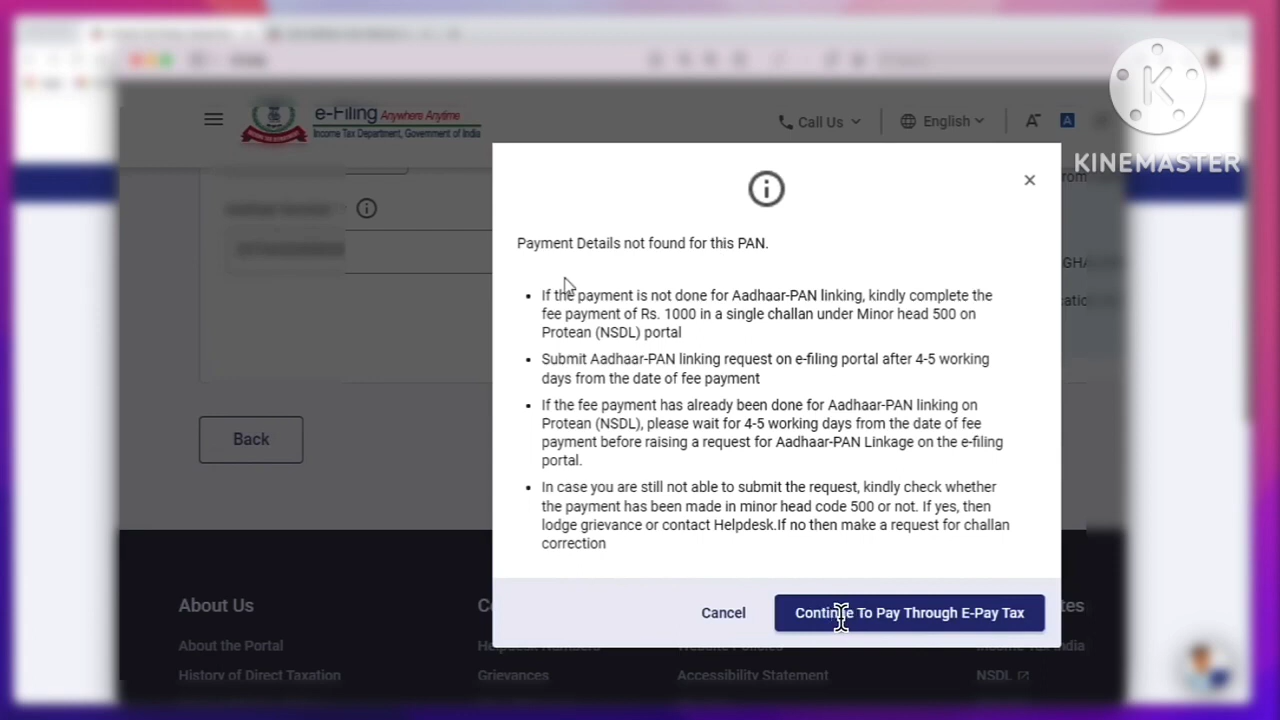 KINEMASTER
e-Filing Anywhere Anytime
Income Tax Department, Government of India
Call Us
English
A
Payment Details not found for this PAN.
If the payment is not done for Aadhaar-PAN linking, kindly complete the
fee payment of Rs. 1000 in a single challan under Minor head 500 on
Protean (NSDL) portal
Submit Aadhaar-PAN linking request on e-filing portal after 4-5 working
days from the date of fee payment
If the fee payment has already been done for Aadhaar-PAN linking on
Protean (NSDL), please wait for 4-5 working days from the date of fee
payment before raising a request for Aadhaar-PAN Linkage on the e-filing
portal.
In case you are still not able to submit the request, kindly check whether
the payment has been made in minor head code 500 or not. If yes, then
lodge grievance or contact Helpdesk.If no then make a request for challan
correction
Cancel
Continue To Pay Through E-Pay Tax
Back
About Us
About the Portal
History of Direct Taxation
Grievances
Accessibility Statement
NSDL